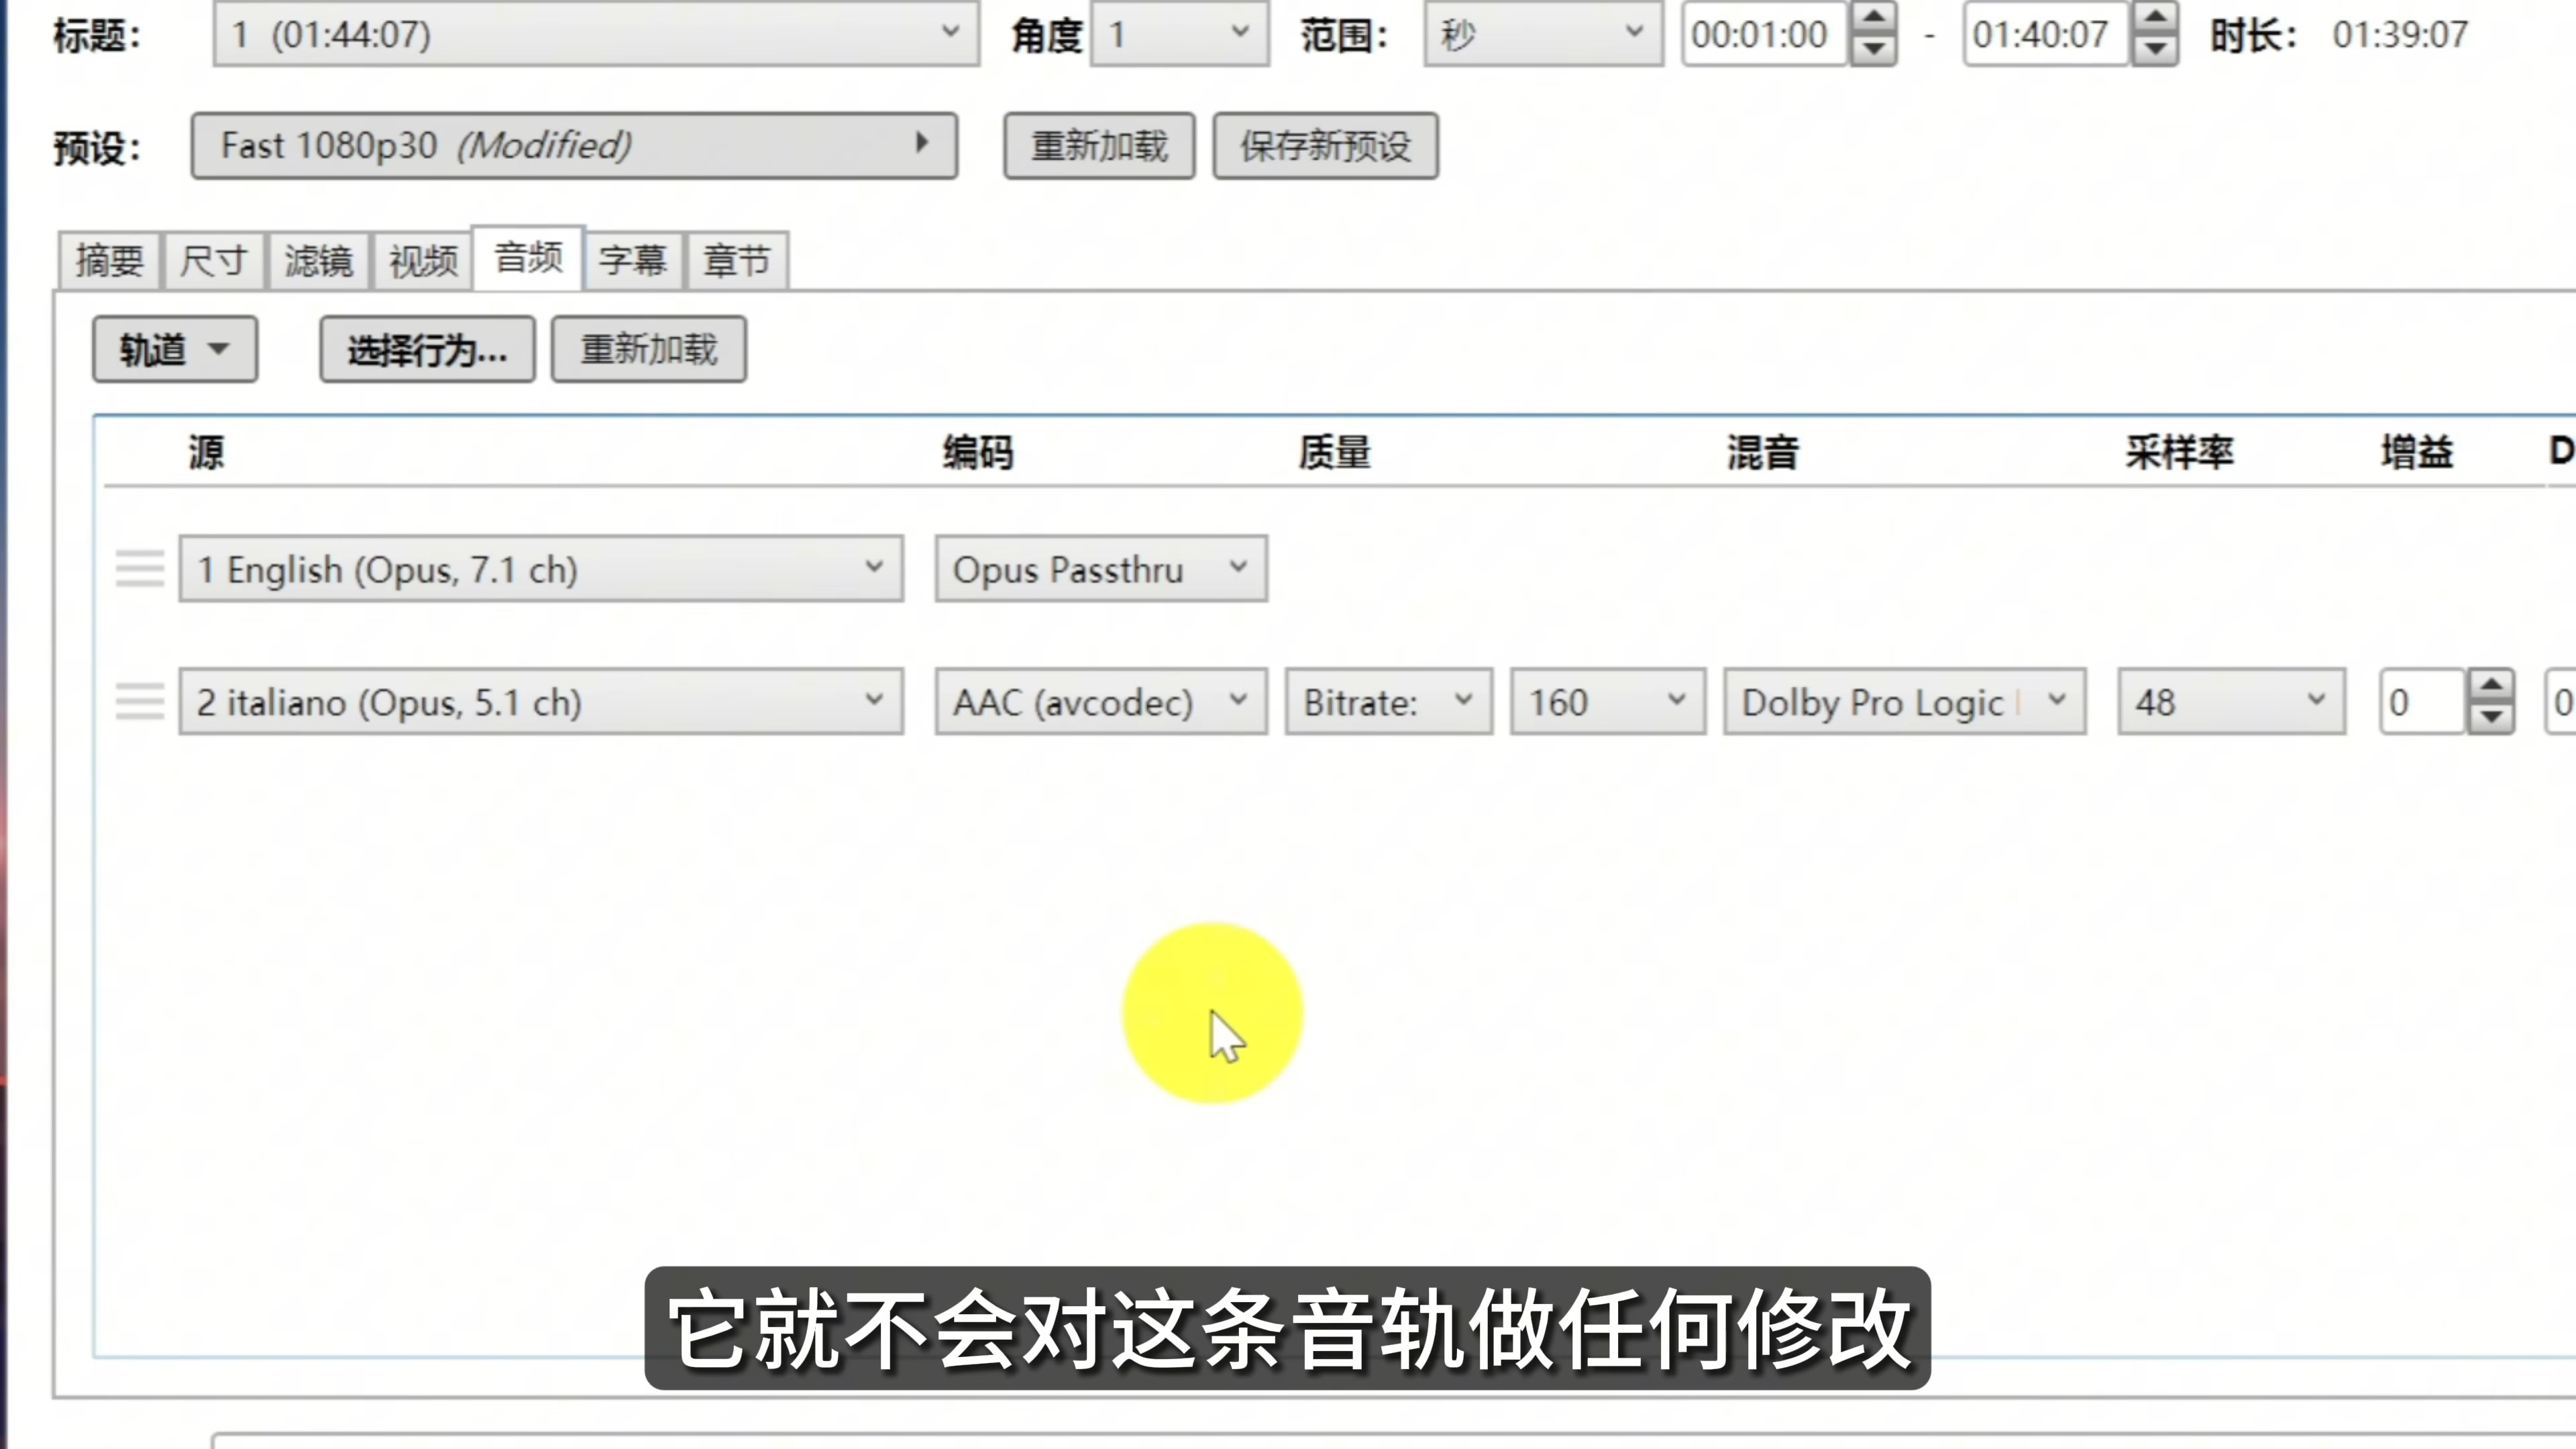 标题： 1 (01:44:07) 角度 1 范围： 秒 00:01:00 - 01:40:07 时长： 01:39:07
预设： Fast 1080p30 (Modified) 重新加载 保存新预设
摘要 尺寸 滤镜 视频 音频 字幕 章节
轨道 选择行为... 重新加载
源 编码 质量 混音 采样率 增益 D
1 English (Opus, 7.1 ch) Opus Passthru
2 italiano (Opus, 5.1 ch) AAC (avcodec) Bitrate: 160 Dolby Pro Logic 48 0 0
它就不会对这条音轨做任何修改